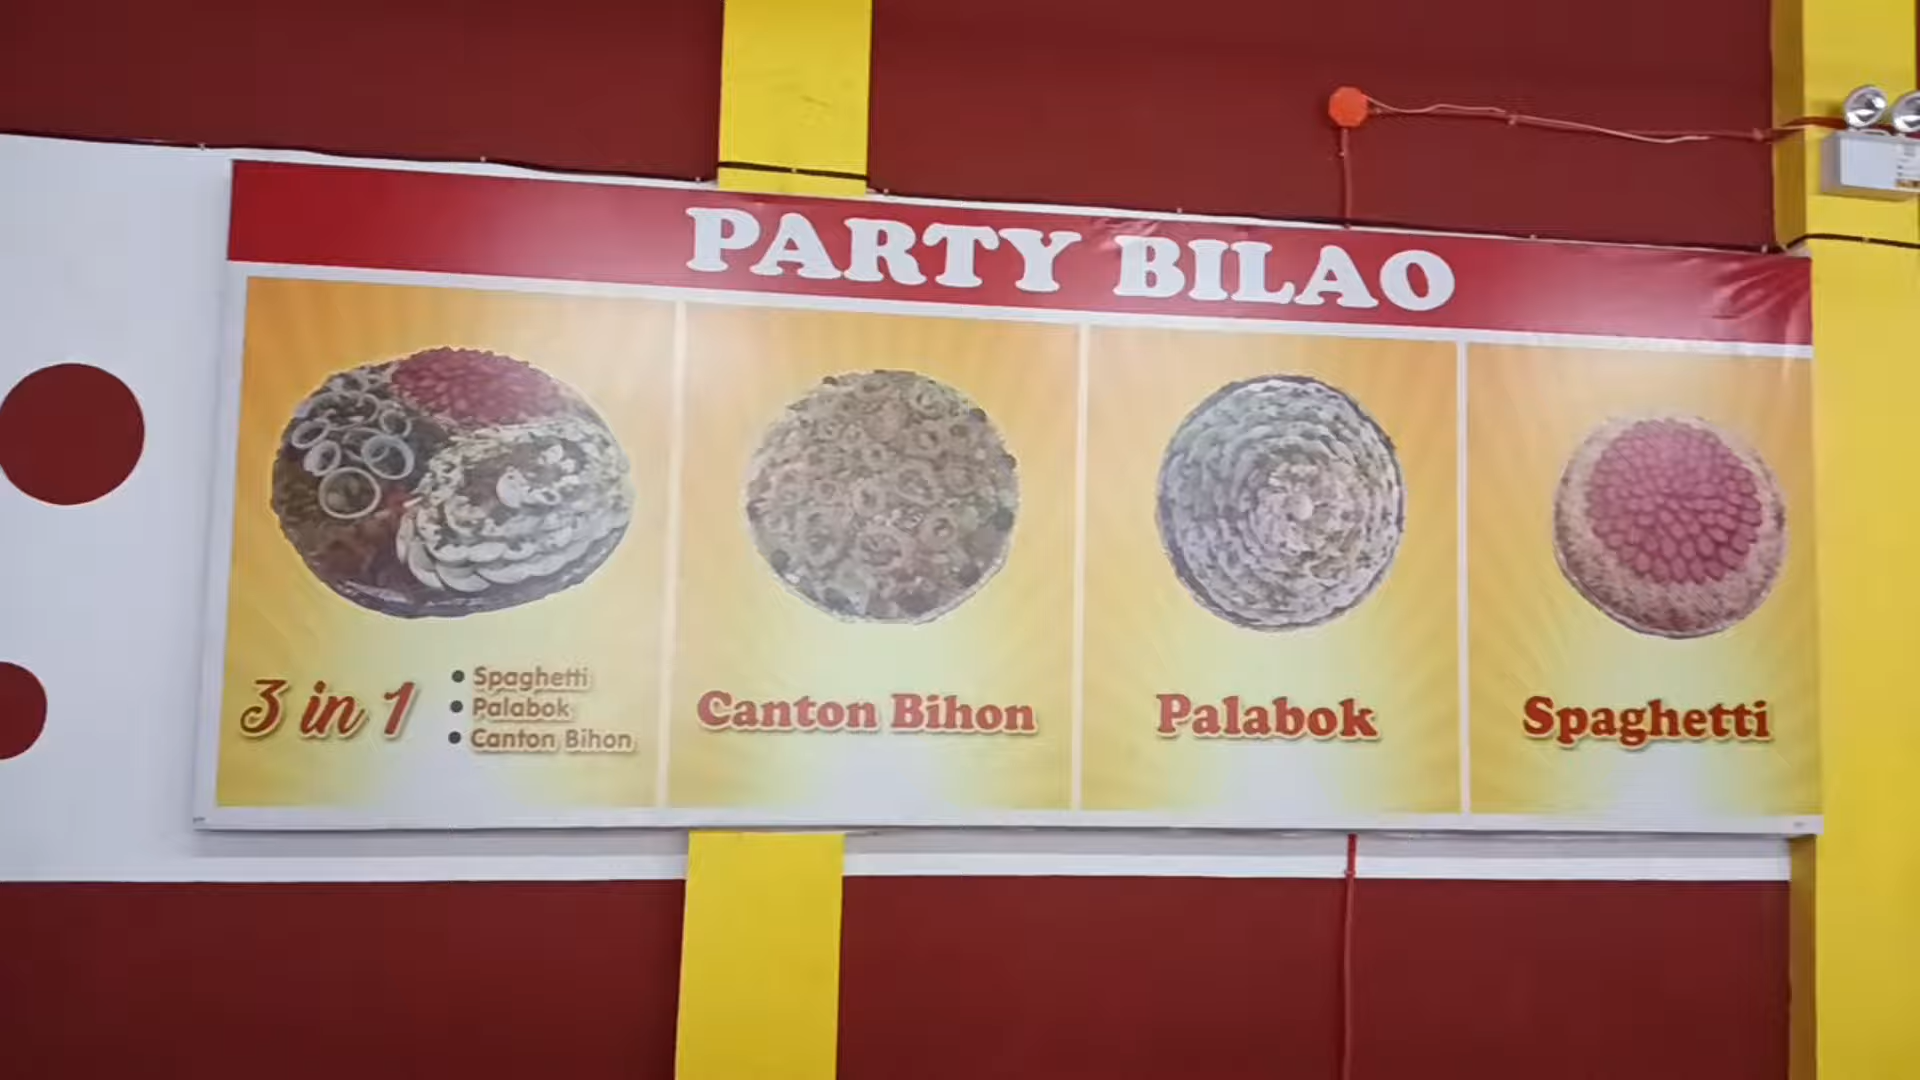 PARTY BILAO
3 in 1
• Spaghetti
• Palabok
• Canton Bihon
Canton Bihon
Palabok
Spaghetti